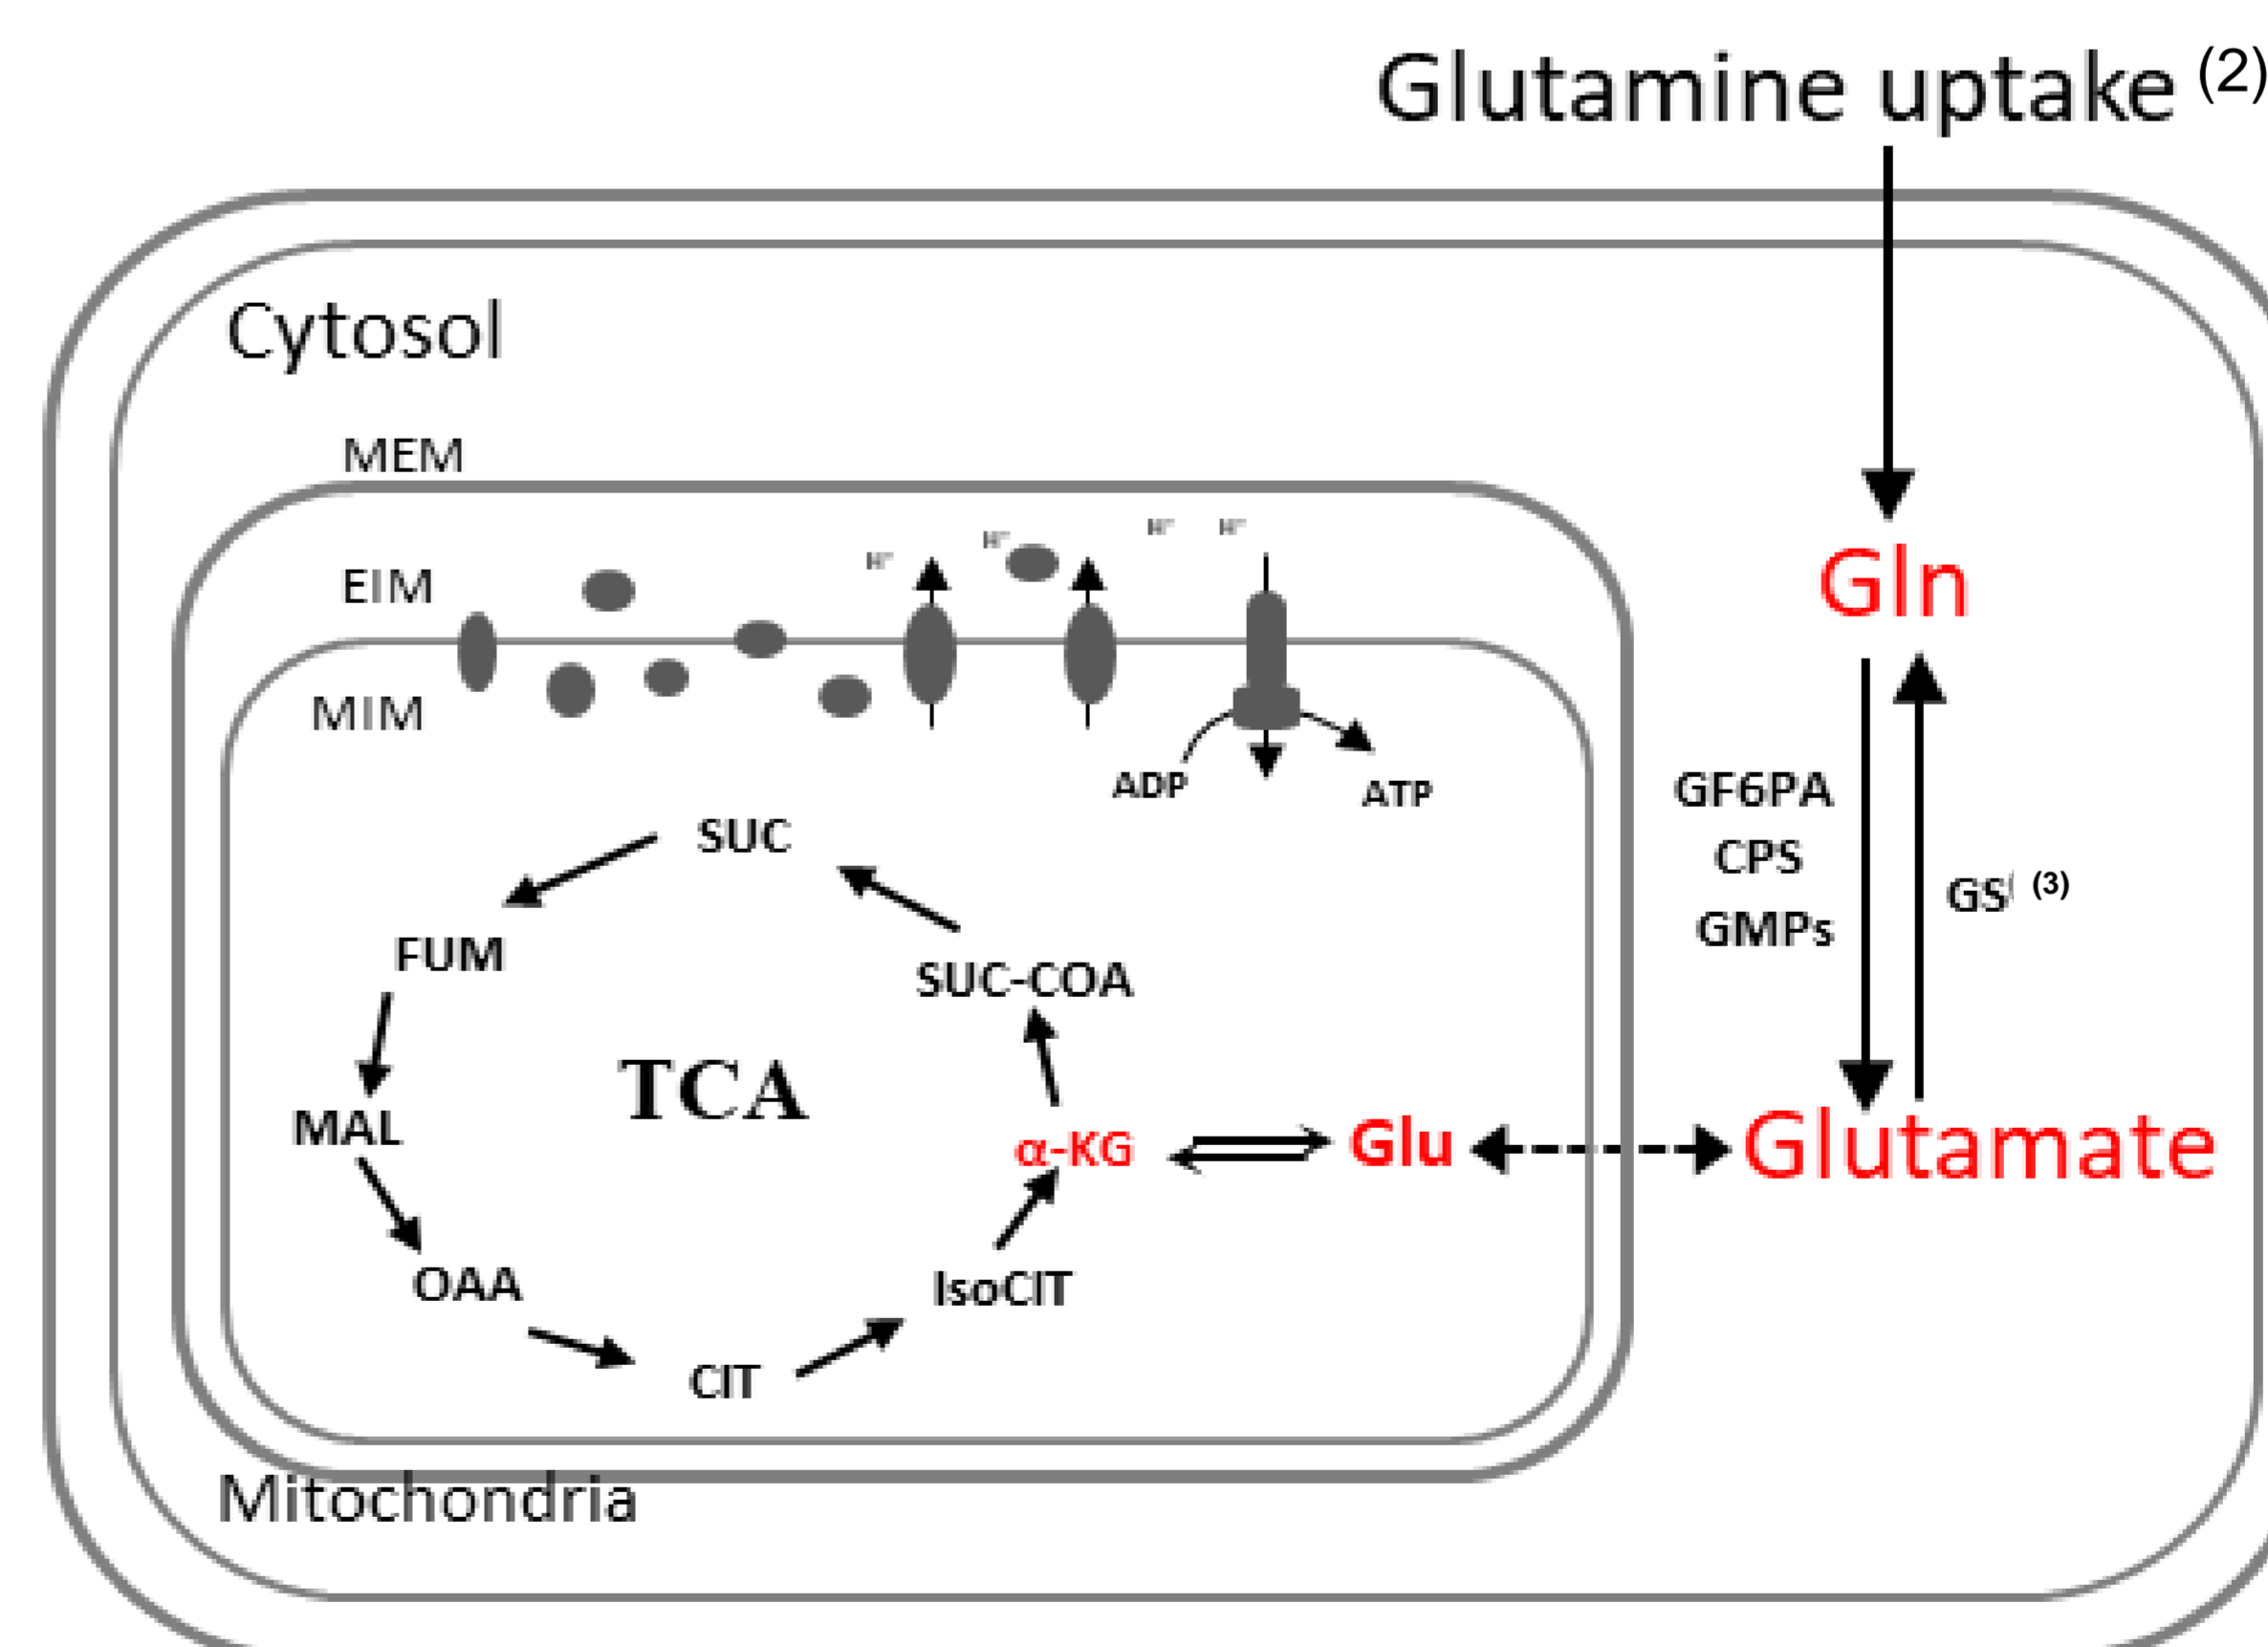 Glutamine uptake (2)
Cytosol
MEM
EIM
MIM
H⁺
H⁺
H⁺
H⁺
Gln
ADP
ATP
GF6PA
CPS
GMPs
GS (3)
SUC
FUM
SUC-COA
TCA
MAL
α-KG
Glu
Glutamate
OAA
IsoCIT
CIT
Mitochondria